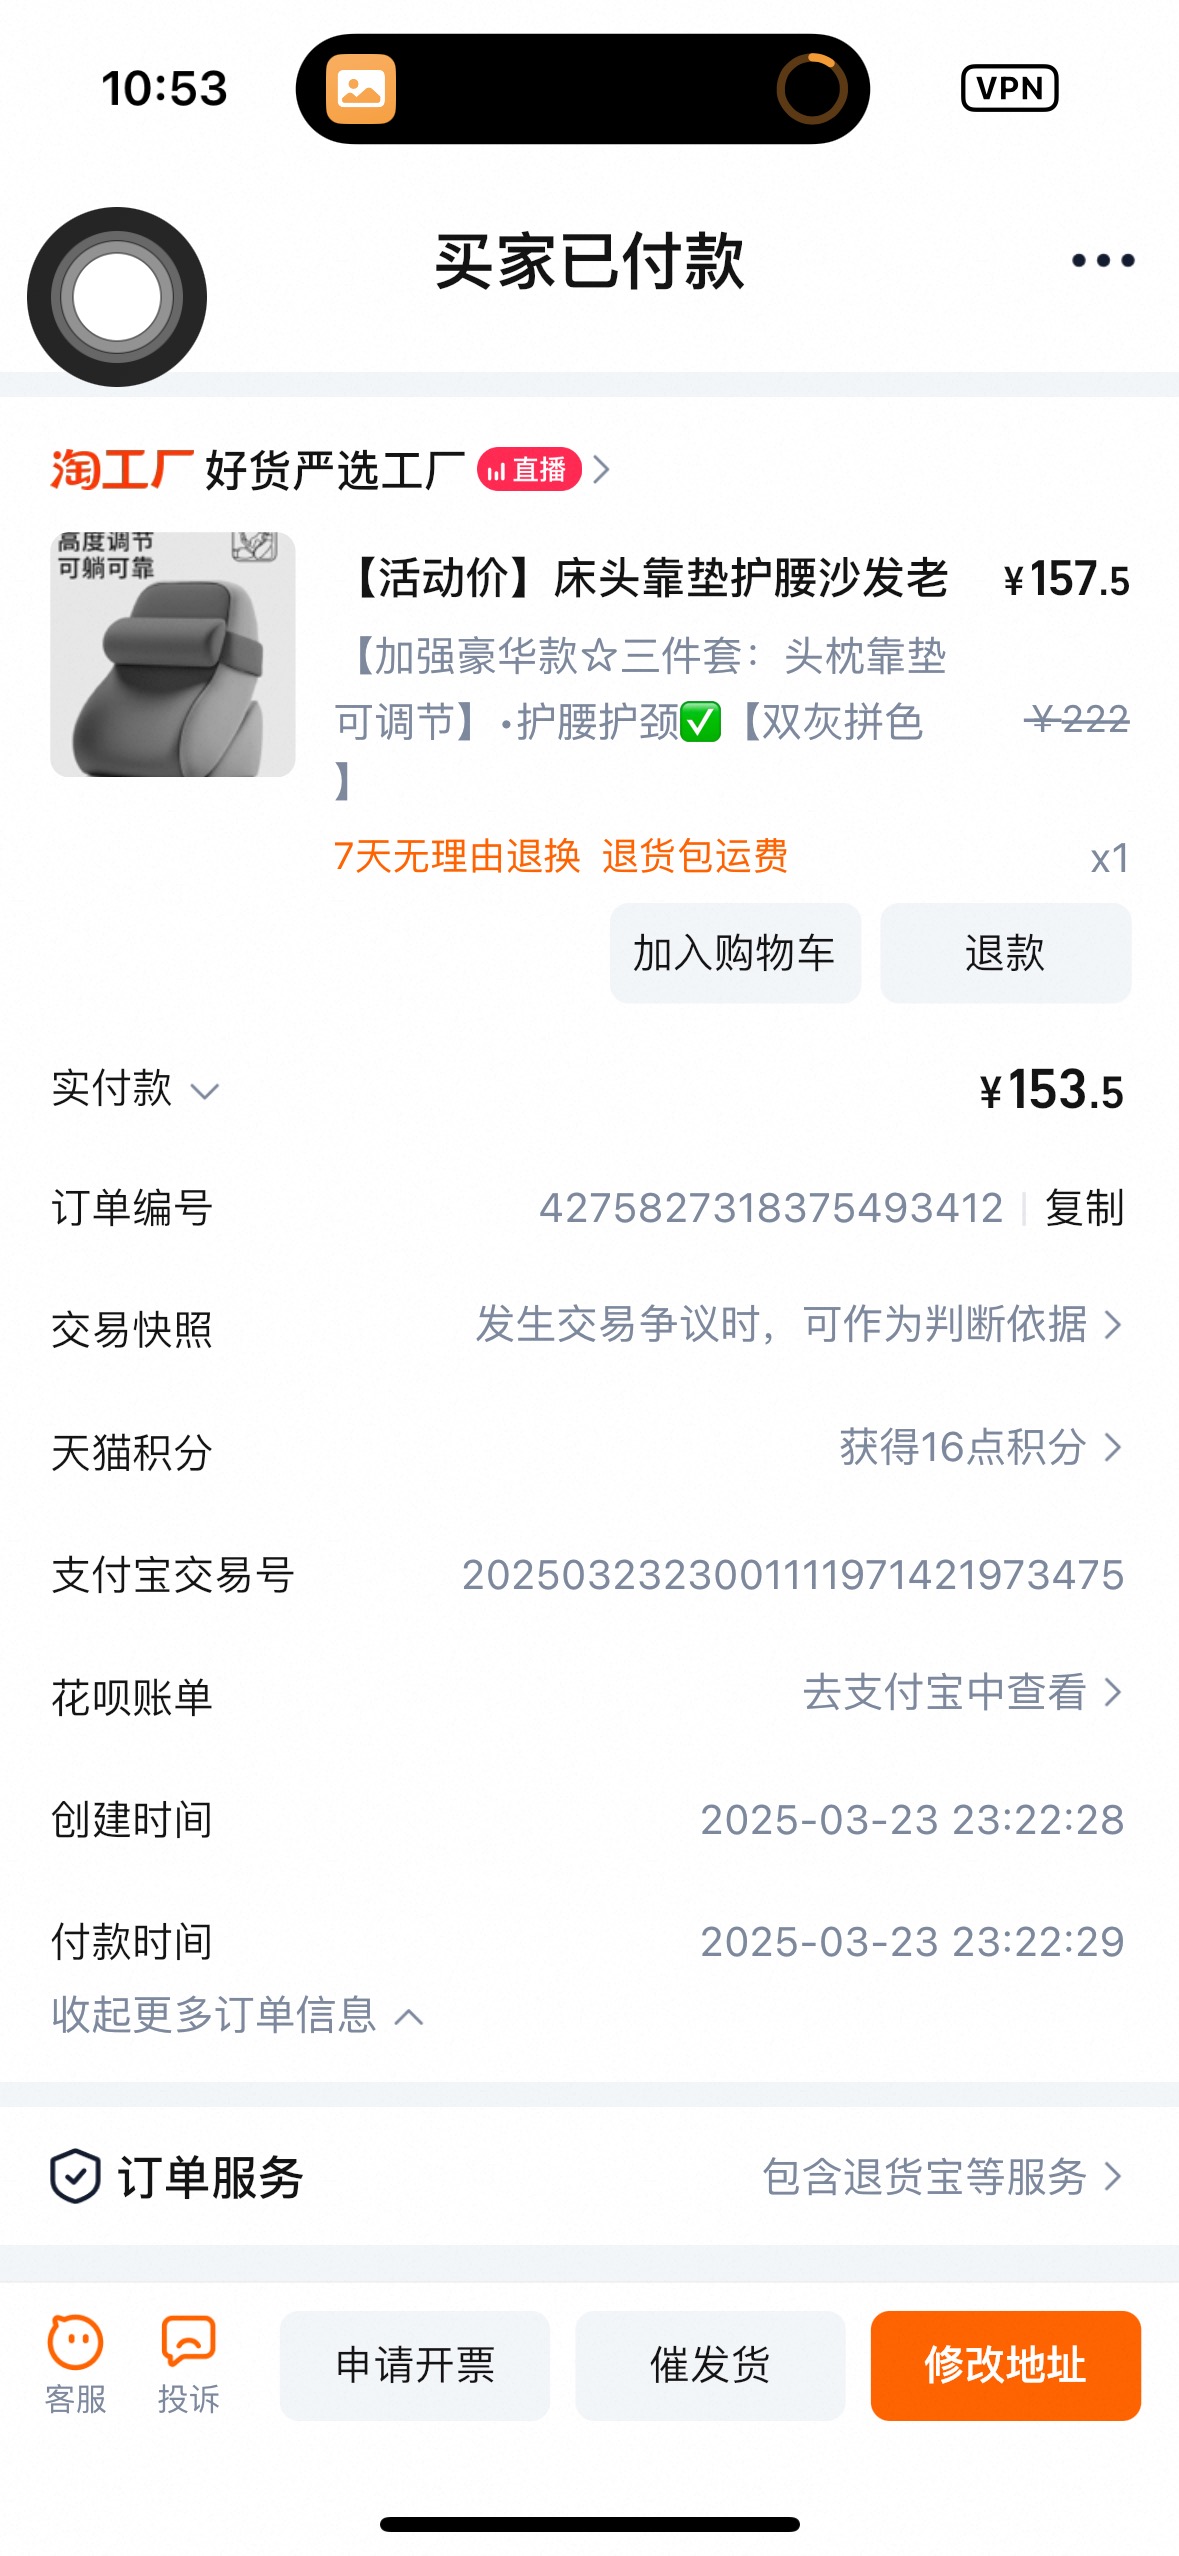 10:53
VPN
买家已付款
淘工厂 好货严选工厂 直播
高度调节
可躺可靠
【活动价】床头靠垫护腰沙发老 ¥157.5
【加强豪华款☆三件套：头枕靠垫
可调节】•护腰护颈✅【双灰拼色 ¥222
】
7天无理由退换 退货包运费 x1
加入购物车 退款
实付款 ¥153.5
订单编号 4275827318375493412 复制
交易快照 发生交易争议时，可作为判断依据
天猫积分 获得16点积分
支付宝交易号 2025032323001111971421973475
花呗账单 去支付宝中查看
创建时间 2025-03-23 23:22:28
付款时间 2025-03-23 23:22:29
收起更多订单信息
订单服务 包含退货宝等服务
客服 投诉 申请开票 催发货 修改地址